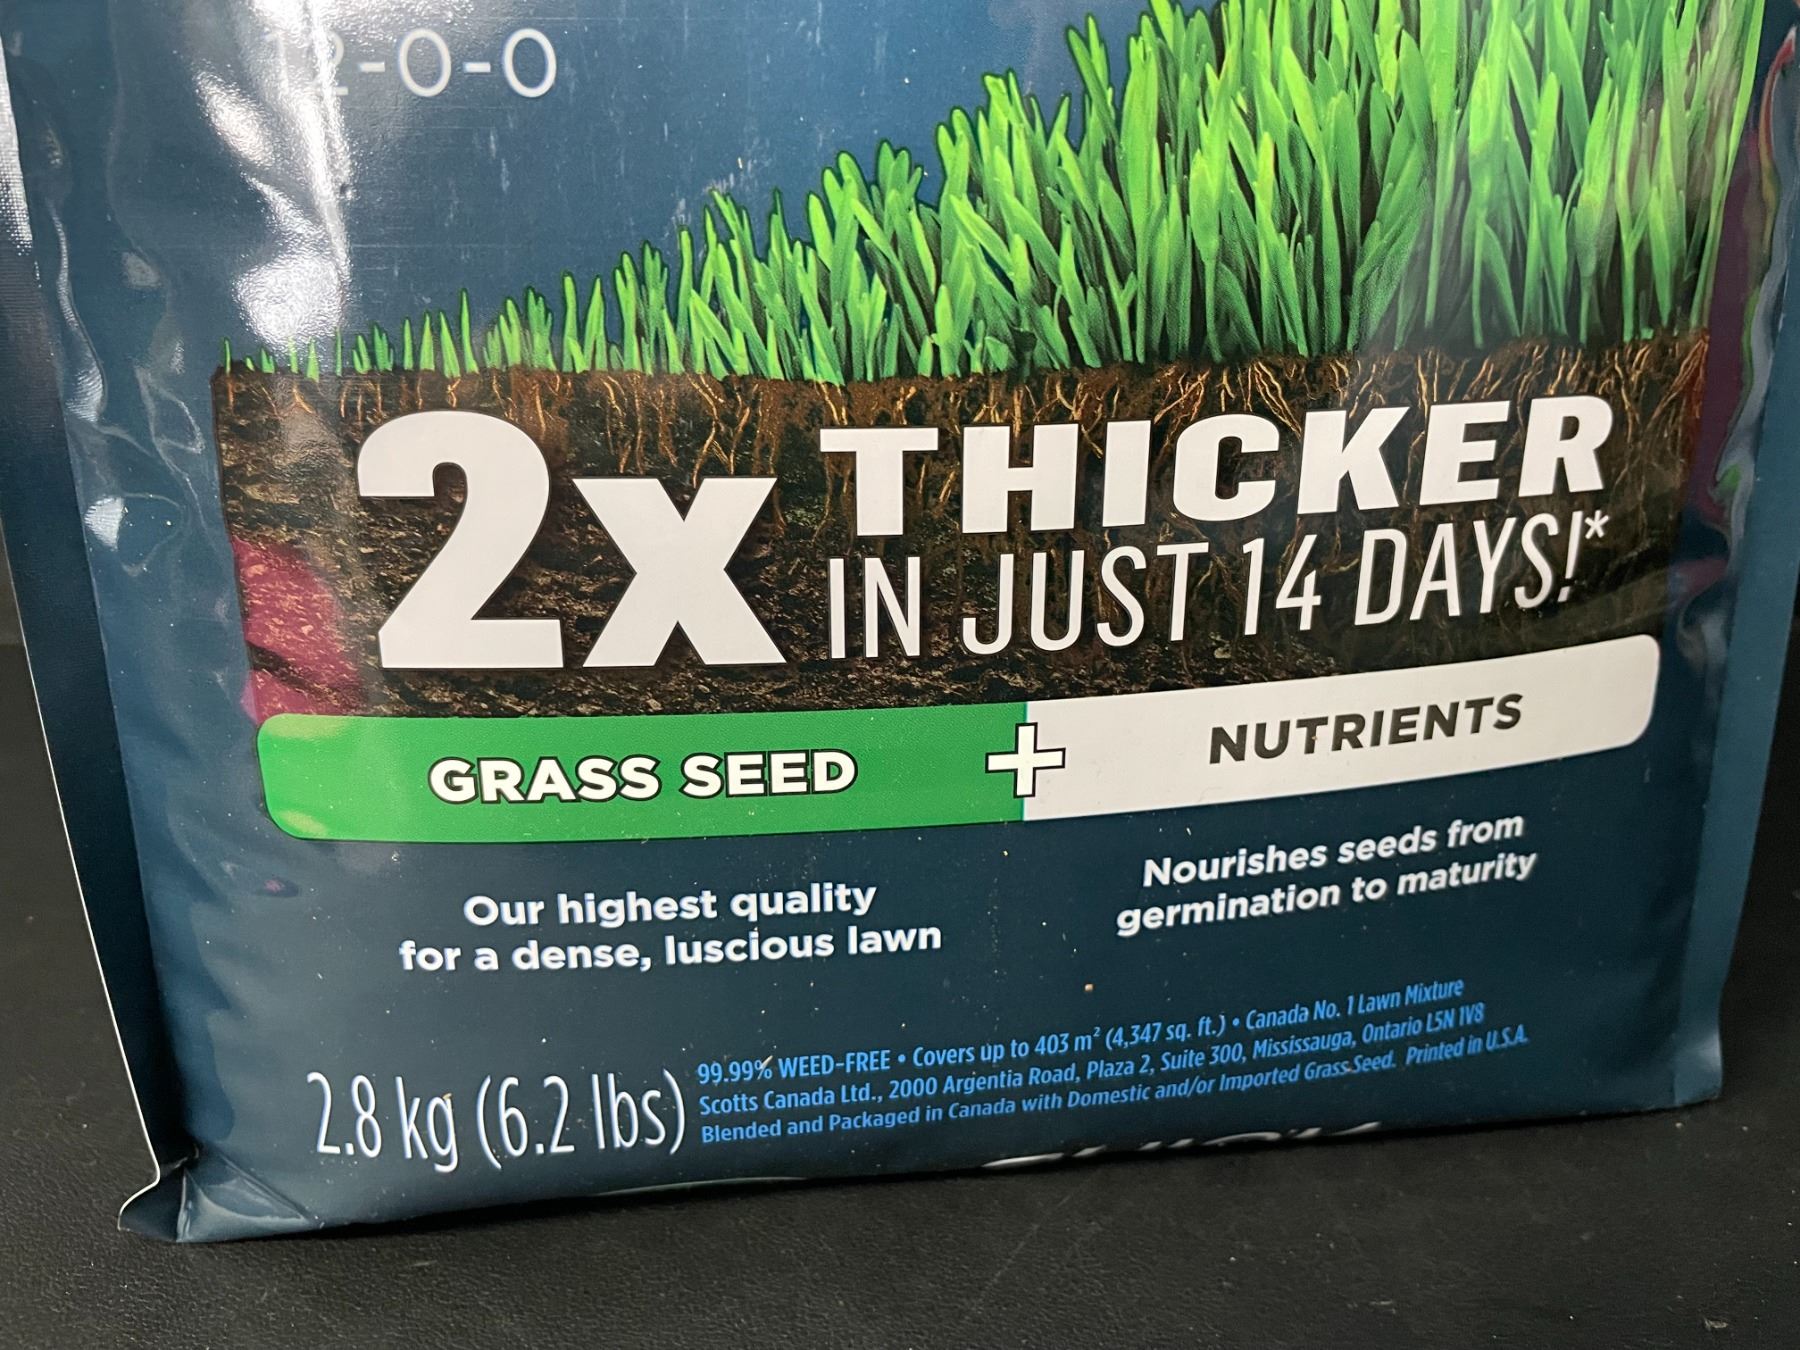 12-0-0
2x THICKER
IN JUST 14 DAYS!*
GRASS SEED + NUTRIENTS
Our highest quality
for a dense, luscious lawn
Nourishes seeds from
germination to maturity
2.8 kg (6.2 lbs)
99.99% WEED-FREE • Covers up to 403 m² (4,347 sq. ft.) • Canada No. 1 Lawn Mixture
Scotts Canada Ltd., 2000 Argentia Road, Plaza 2, Suite 300, Mississauga, Ontario L5N 1V8
Blended and Packaged in Canada with Domestic and/or Imported Grass Seed. Printed in U.S.A.